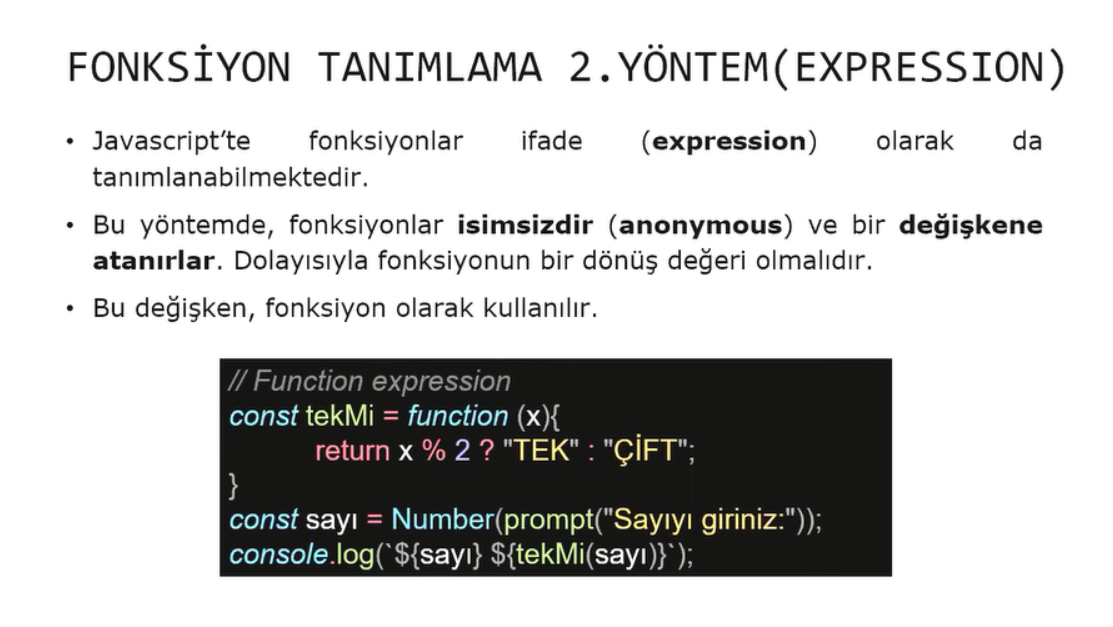 FONKSİYON TANIMLAMA 2.YÖNTEM(EXPRESSION)
• Javascript’te fonksiyonlar ifade (expression) olarak da
tanımlanabilmektedir.
• Bu yöntemde, fonksiyonlar isimsizdir (anonymous) ve bir değişkene
atanırlar. Dolayısıyla fonksiyonun bir dönüş değeri olmalıdır.
• Bu değişken, fonksiyon olarak kullanılır.
// Function expression
const tekMi = function (x){
return x % 2 ? "TEK" : "ÇİFT";
}
const sayı = Number(prompt("Sayıyı giriniz:"));
console.log(`${sayı} ${tekMi(sayı)}`);